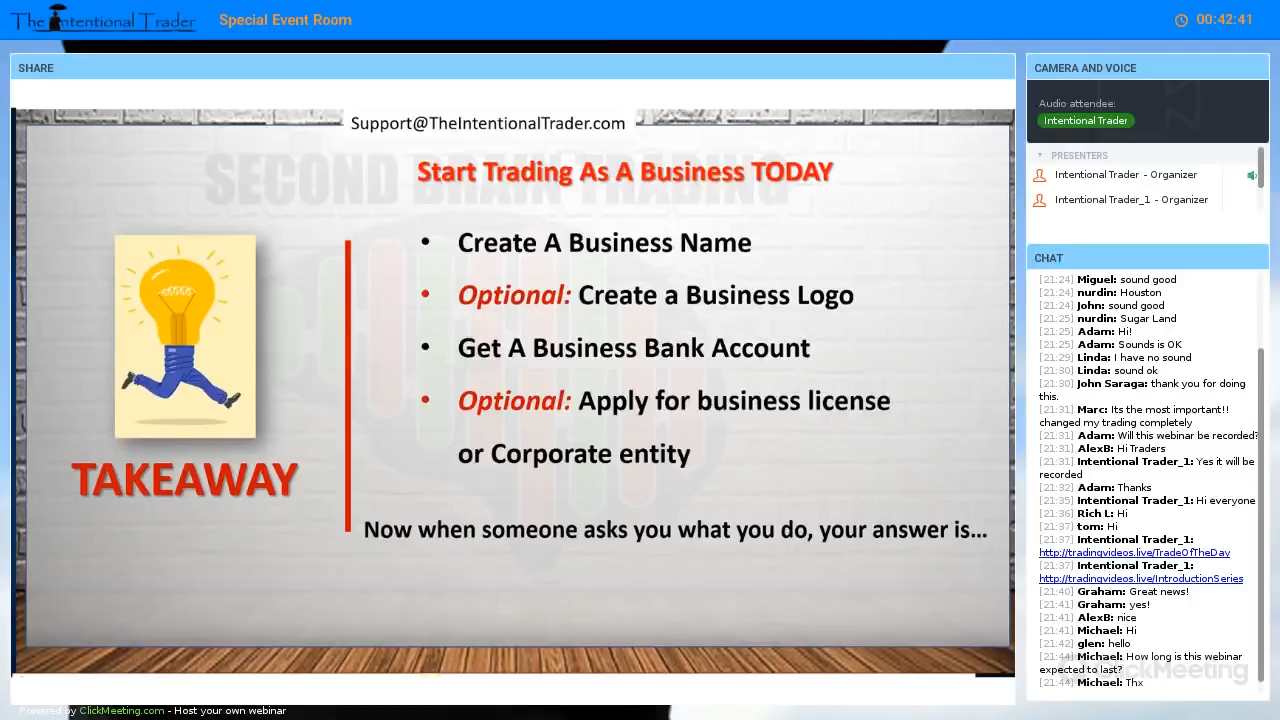 The Intentional Trader
Special Event Room
00:42:41
SHARE
Support@TheIntentionalTrader.com
SECOND BRAIN TRADING
Start Trading As A Business TODAY
• Create A Business Name
• Optional: Create a Business Logo
• Get A Business Bank Account
• Optional: Apply for business license
or Corporate entity
TAKEAWAY
Now when someone asks you what you do, your answer is...
CAMERA AND VOICE
Audio attendee:
Intentional Trader
PRESENTERS
Intentional Trader - Organizer
Intentional Trader_1 - Organizer
CHAT
[21:24] Miguel: sound good
[21:24] nurdin: Houston
[21:24] John: sound good
[21:25] nurdin: Sugar Land
[21:25] Adam: Hi!
[21:25] Adam: Sounds is OK
[21:29] Linda: I have no sound
[21:30] Linda: sound ok
[21:30] John Saraga: thank you for doing
this.
[21:31] Marc: Its the most important!!
changed my trading completely
[21:31] Adam: Will this webinar be recorded?
[21:31] AlexB: Hi Traders
[21:31] Intentional Trader_1: Yes it will be
recorded
[21:32] Adam: Thanks
[21:35] Intentional Trader_1: Hi everyone
[21:36] Rich L: Hi
[21:37] tom: Hi
[21:37] Intentional Trader_1:
http://tradingvideos.live/TradeOfTheDay
[21:37] Intentional Trader_1:
http://tradingvideos.live/IntroductionSeries
[21:40] Graham: Great news!
[21:41] Graham: yes!
[21:41] AlexB: nice
[21:41] Michael: Hi
[21:42] glen: hello
[21:44] Michael: How long is this webinar
expected to last?
[21:44] Michael: Thx
ClickMeeting
Powered by ClickMeeting.com - Host your own webinar